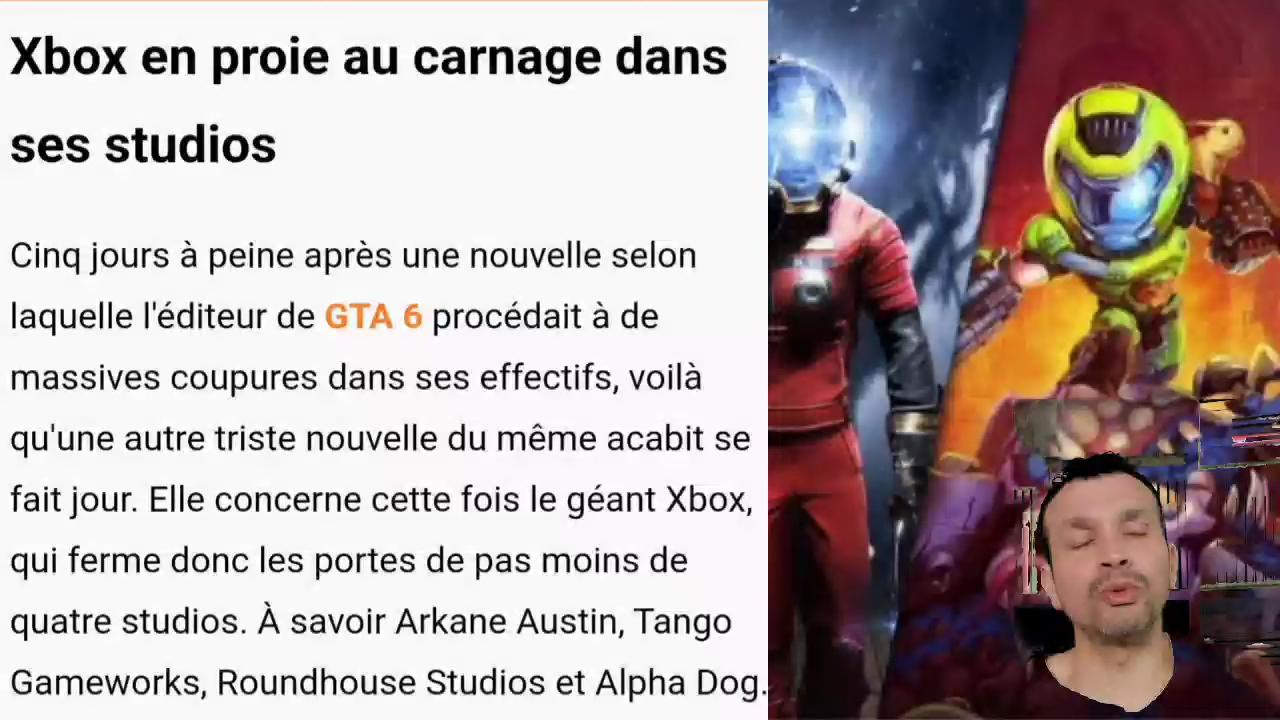 Xbox en proie au carnage dans
ses studios
Cinq jours à peine après une nouvelle selon
laquelle l'éditeur de GTA 6 procédait à de
massives coupures dans ses effectifs, voilà
qu'une autre triste nouvelle du même acabit se
fait jour. Elle concerne cette fois le géant Xbox,
qui ferme donc les portes de pas moins de
quatre studios. À savoir Arkane Austin, Tango
Gameworks, Roundhouse Studios et Alpha Dog.